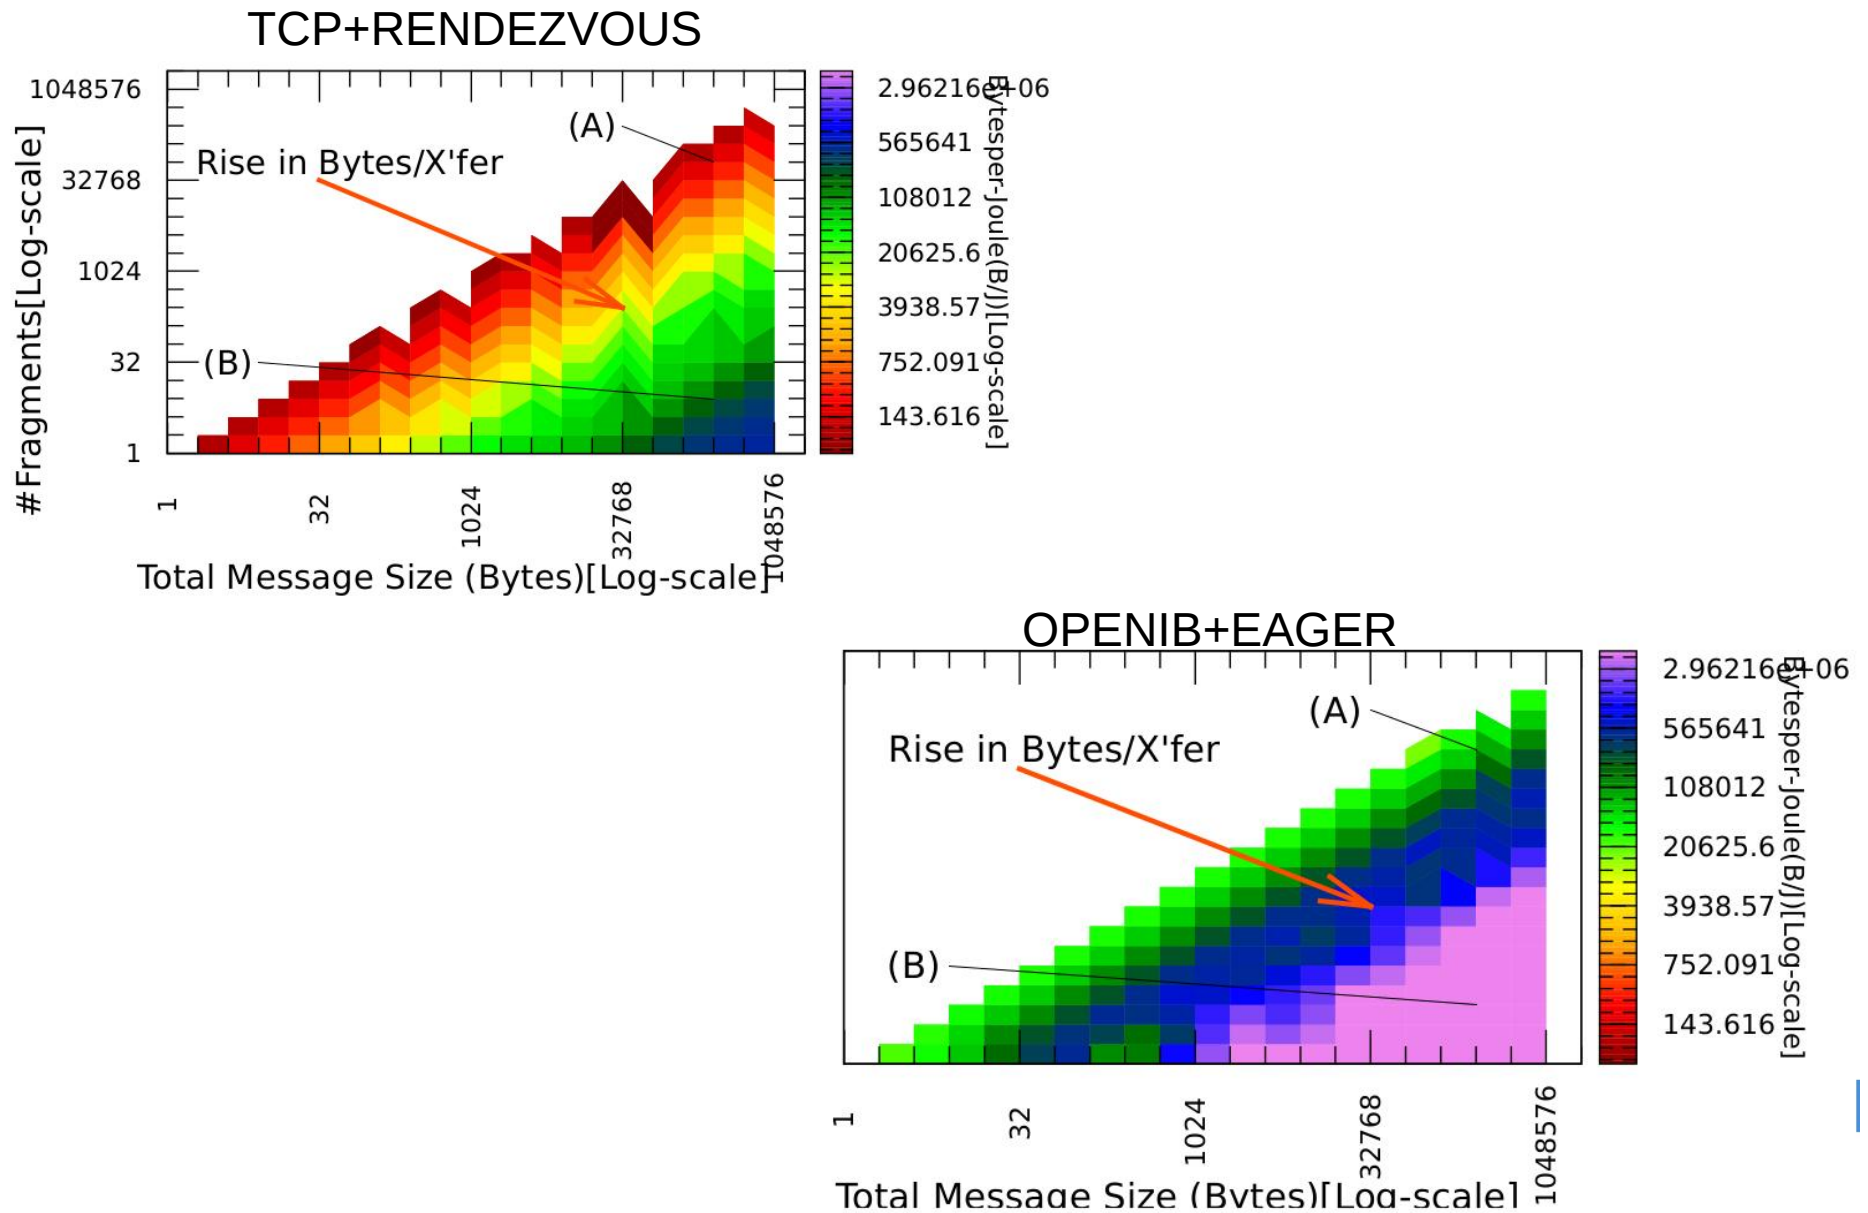 TCP+RENDEZVOUS
#Fragments[Log-scale]
1048576
32768
1024
32
1
(A)
Rise in Bytes/X'fer
(B)
1
32
1024
32768
1048576
Total Message Size (Bytes)[Log-scale]
2.96216e+06
565641
108012
20625.6
3938.57
752.091
143.616
Bytesper-Joule(B/J)[Log-scale]
OPENIB+EAGER
(A)
Rise in Bytes/X'fer
(B)
1
32
1024
32768
1048576
Total Message Size (Bytes)[Log-scale]
2.96216e+06
565641
108012
20625.6
3938.57
752.091
143.616
Bytesper-Joule(B/J)[Log-scale]